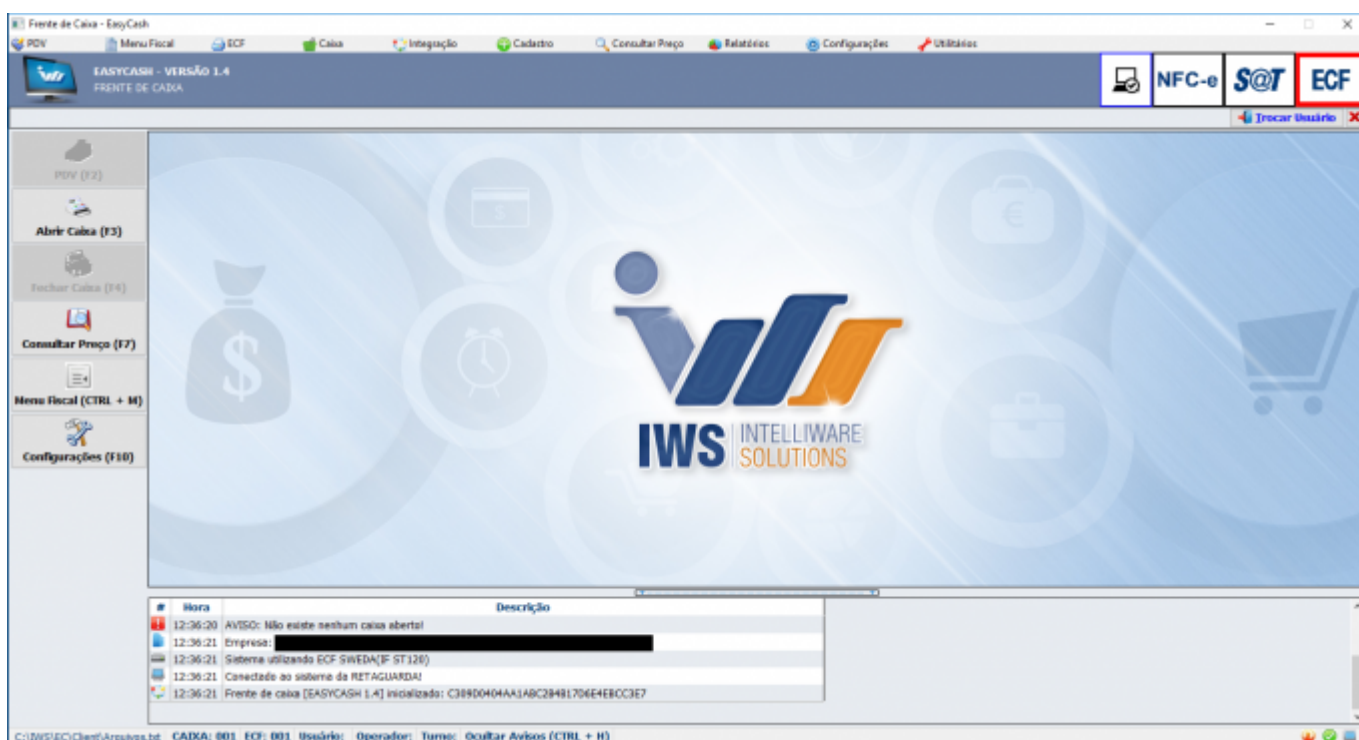 Frente de Caixa - EasyCash
PDV Menu Fiscal ECF Caixa Integração Cadastro Consultar Preço Relatórios Configurações Utilitários
EASYCASH - VERSÃO 1.4
FRENTE DE CAIXA
NFC-e S@T ECF
Trocar Usuário
PDV (F2)
Abrir Caixa (F3)
Fechar Caixa (F4)
Consultar Preço (F7)
Menu Fiscal (CTRL + M)
Configurações (F10)
IWS INTELLIWARE
SOLUTIONS
# Hora Descrição
12:36:20 AVISO: Não existe nenhum caixa aberto!
12:36:21 Empresa:
12:36:21 Sistema utilizando ECF SWEDA(IF ST120)
12:36:21 Conectado ao sistema da RETAGUARDA!
12:36:21 Frente de caixa [EASYCASH 1.4] inicializado:
C:\IWS\EC\Client\Arquivos.txt CAIXA: 001 ECF: 001 Usuário: Operador: Turno: Ocultar Avisos (CTRL + H)